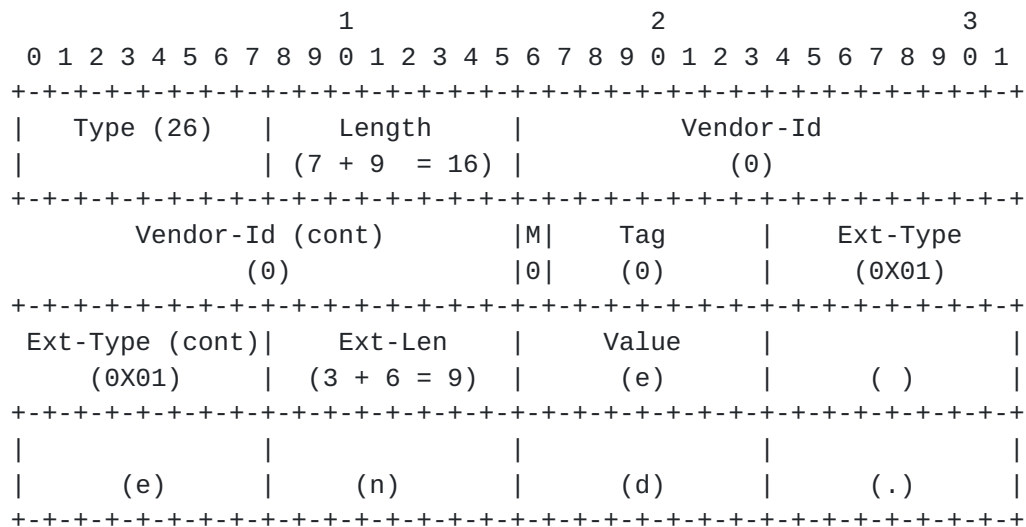 1                   2                   3
 0 1 2 3 4 5 6 7 8 9 0 1 2 3 4 5 6 7 8 9 0 1 2 3 4 5 6 7 8 9 0 1
+-+-+-+-+-+-+-+-+-+-+-+-+-+-+-+-+-+-+-+-+-+-+-+-+-+-+-+-+-+-+-+-+
|   Type (26)   |    Length     |          Vendor-Id
|               | (7 + 9  = 16) |             (0)
+-+-+-+-+-+-+-+-+-+-+-+-+-+-+-+-+-+-+-+-+-+-+-+-+-+-+-+-+-+-+-+-+
        Vendor-Id (cont)        |M|    Tag      |    Ext-Type
               (0)              |0|    (0)      |     (0X01)
+-+-+-+-+-+-+-+-+-+-+-+-+-+-+-+-+-+-+-+-+-+-+-+-+-+-+-+-+-+-+-+-+
 Ext-Type (cont)|    Ext-Len    |     Value     |               |
     (0X01)     |  (3 + 6 = 9)  |      (e)      |      ( )      |
+-+-+-+-+-+-+-+-+-+-+-+-+-+-+-+-+-+-+-+-+-+-+-+-+-+-+-+-+-+-+-+-+
|               |               |               |               |
|      (e)      |     (n)       |      (d)      |      (.)      |
+-+-+-+-+-+-+-+-+-+-+-+-+-+-+-+-+-+-+-+-+-+-+-+-+-+-+-+-+-+-+-+-+